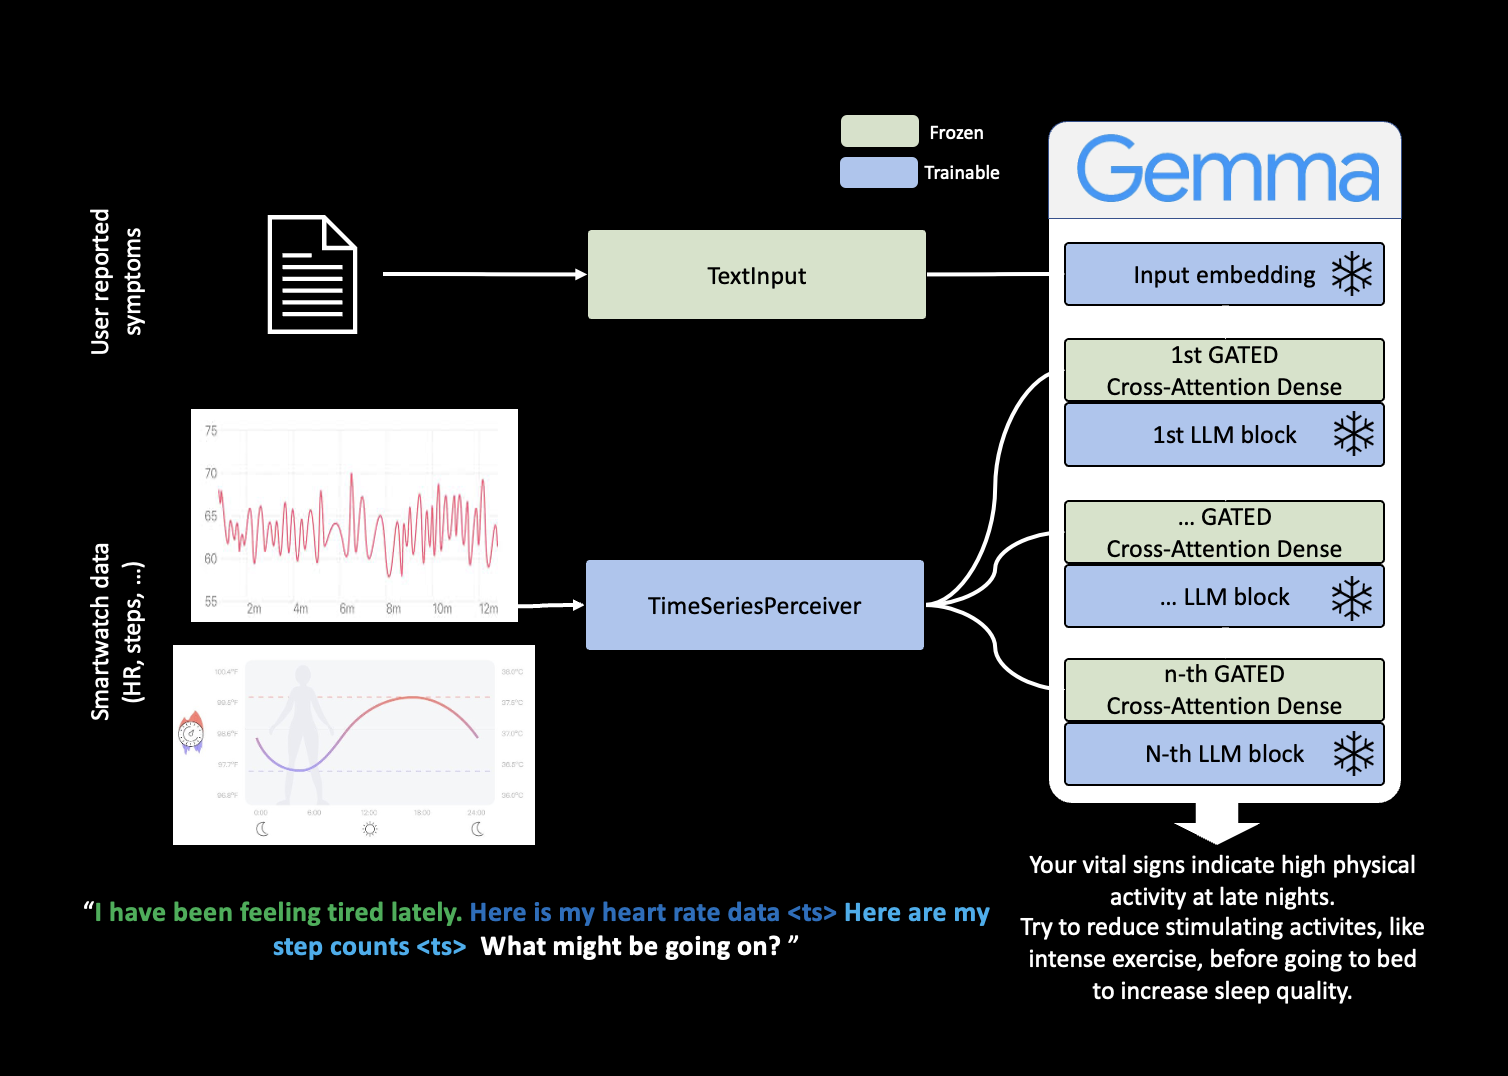 Frozen
Trainable
Gemma
User reported
symptoms
TextInput
Input embedding
1st GATED
Cross-Attention Dense
1st LLM block
... GATED
Cross-Attention Dense
... LLM block
n-th GATED
Cross-Attention Dense
N-th LLM block
Smartwatch data
(HR, steps, ...)
75
70
65
60
55
2m 4m 6m 8m 10m 12m
TimeSeriesPerceiver
100.4°F
99.5°F
98.6°F
97.7°F
96.8°F
38.0°C
37.5°C
37.0°C
36.5°C
36.0°C
0:00 6:00 12:00 18:00 24:00
Your vital signs indicate high physical
activity at late nights.
Try to reduce stimulating activites, like
intense exercise, before going to bed
to increase sleep quality.
“I have been feeling tired lately. Here is my heart rate data <ts> Here are my
step counts <ts> What might be going on? ”